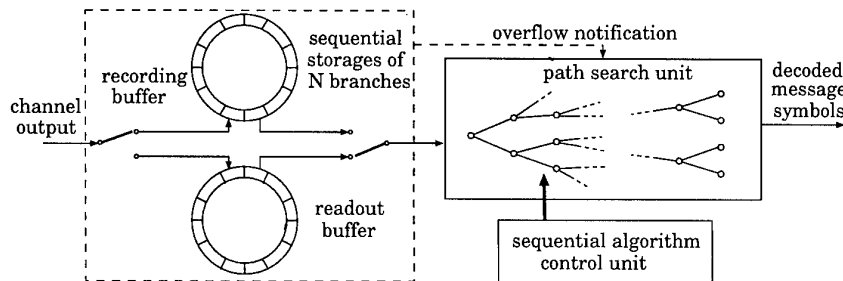 channel
output
recording
buffer
sequential
storages of
N branches
readout
buffer
overflow notification
path search unit
decoded
message
symbols
sequential algorithm
control unit